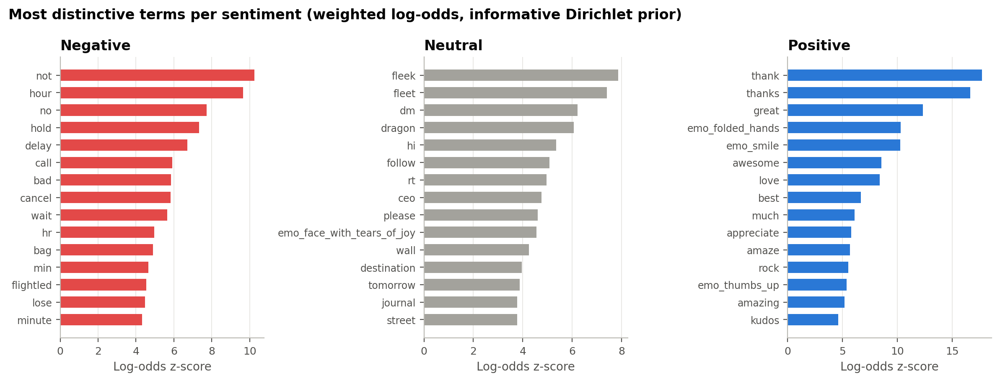 Most distinctive terms per sentiment (weighted log-odds, informative Dirichlet prior)
Negative
not
hour
no
hold
delay
call
bad
cancel
wait
hr
bag
min
flightled
lose
minute
0 2 4 6 8 10
Log-odds z-score
Neutral
fleek
fleet
dm
dragon
hi
follow
rt
ceo
please
emo_face_with_tears_of_joy
wall
destination
tomorrow
journal
street
0 2 4 6 8
Log-odds z-score
Positive
thank
thanks
great
emo_folded_hands
emo_smile
awesome
love
best
much
appreciate
amaze
rock
emo_thumbs_up
amazing
kudos
0 5 10 15
Log-odds z-score